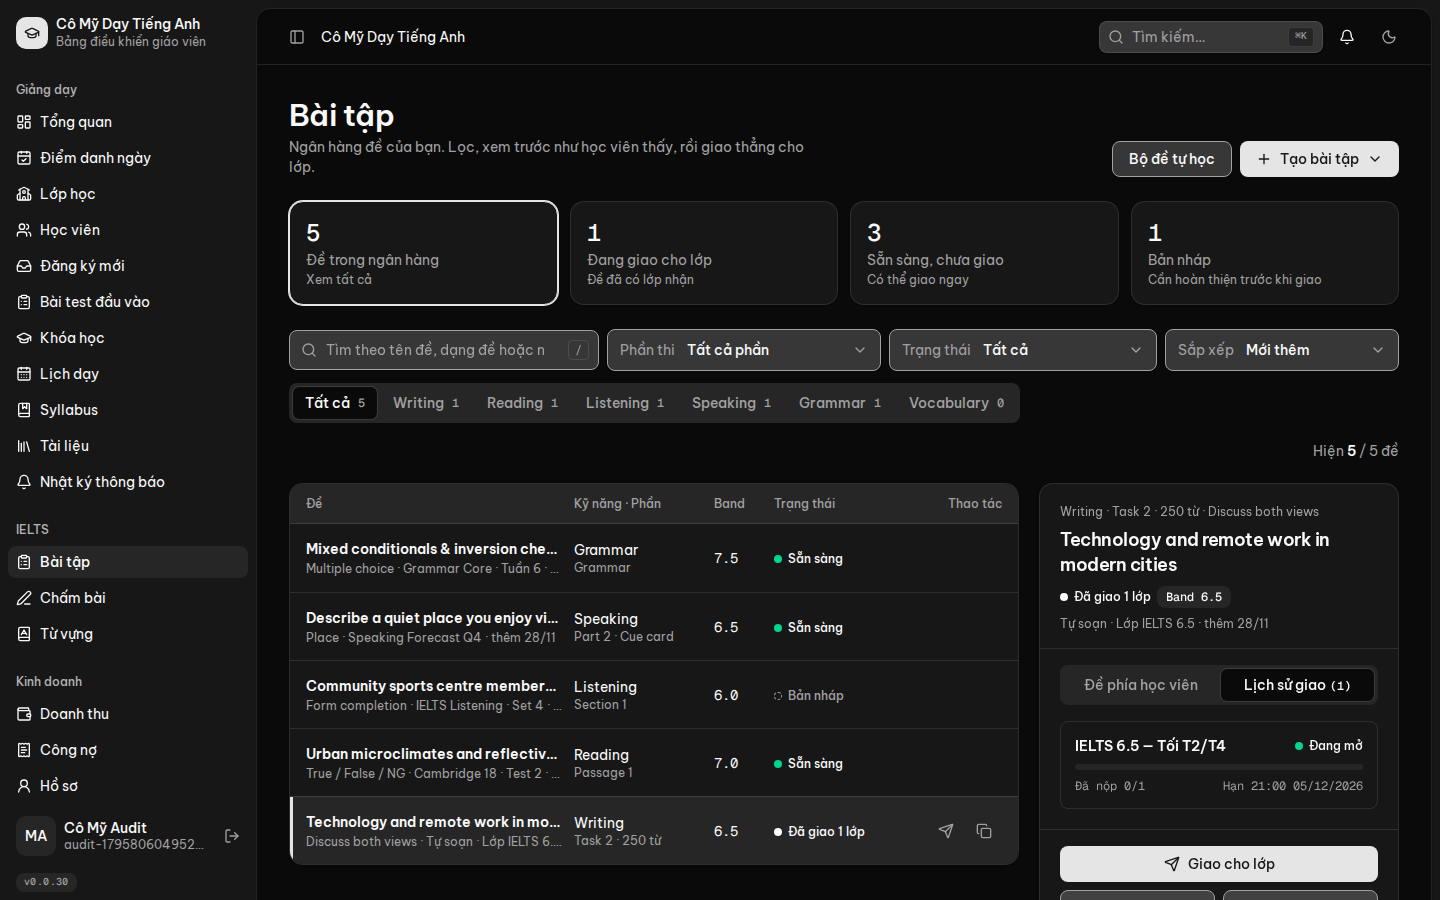 Cô Mỹ Dạy Tiếng Anh
Bảng điều khiển giáo viên
Giảng dạy
Tổng quan
Điểm danh ngày
Lớp học
Học viên
Đăng ký mới
Bài test đầu vào
Khóa học
Lịch dạy
Syllabus
Tài liệu
Nhật ký thông báo
IELTS
Bài tập
Chấm bài
Từ vựng
Kinh doanh
Doanh thu
Công nợ
Hồ sơ
MA
Cô Mỹ Audit
audit-179580604952...
v0.0.30
Cô Mỹ Dạy Tiếng Anh
Tìm kiếm...
⌘K
Bài tập
Ngân hàng đề của bạn. Lọc, xem trước như học viên thấy, rồi giao thẳng cho
lớp.
Bộ đề tự học
Tạo bài tập
5
Đề trong ngân hàng
Xem tất cả
1
Đang giao cho lớp
Đề đã có lớp nhận
3
Sẵn sàng, chưa giao
Có thể giao ngay
1
Bản nháp
Cần hoàn thiện trước khi giao
Tìm theo tên đề, dạng đề hoặc n
/
Phần thi Tất cả phần
Trạng thái Tất cả
Sắp xếp Mới thêm
Tất cả 5
Writing 1
Reading 1
Listening 1
Speaking 1
Grammar 1
Vocabulary 0
Hiện 5 / 5 đề
Đề Kỹ năng · Phần Band Trạng thái Thao tác
Mixed conditionals & inversion che...
Multiple choice · Grammar Core · Tuần 6 · ...
Grammar
Grammar
7.5
Sẵn sàng
Describe a quiet place you enjoy vi...
Place · Speaking Forecast Q4 · thêm 28/11
Speaking
Part 2 · Cue card
6.5
Sẵn sàng
Community sports centre member...
Form completion · IELTS Listening · Set 4 · ...
Listening
Section 1
6.0
Bản nháp
Urban microclimates and reflectiv...
True / False / NG · Cambridge 18 · Test 2 · ...
Reading
Passage 1
7.0
Sẵn sàng
Technology and remote work in mo...
Discuss both views · Tự soạn · Lớp IELTS 6....
Writing
Task 2 · 250 từ
6.5
Đã giao 1 lớp
Writing · Task 2 · 250 từ · Discuss both views
Technology and remote work in
modern cities
Đã giao 1 lớp
Band 6.5
Tự soạn · Lớp IELTS 6.5 · thêm 28/11
Đề phía học viên
Lịch sử giao (1)
IELTS 6.5 — Tối T2/T4
Đang mở
Đã nộp 0/1
Hạn 21:00 05/12/2026
Giao cho lớp